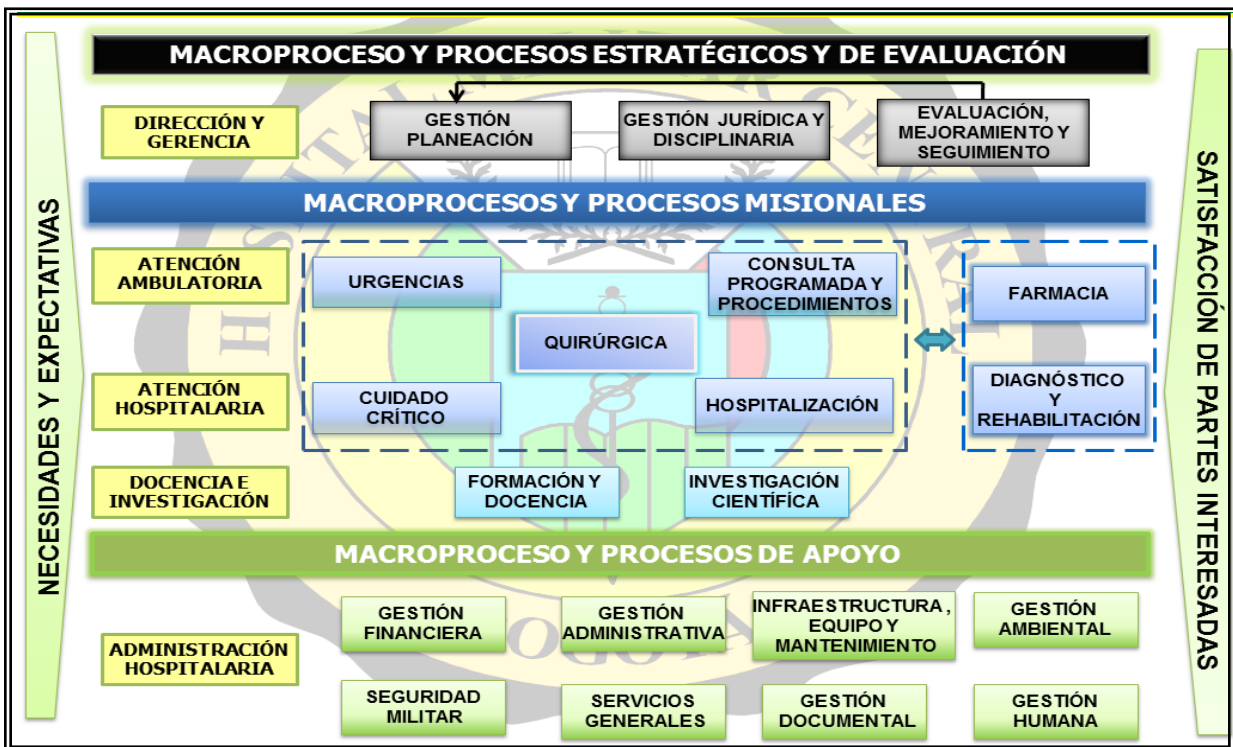 MACROPROCESO Y PROCESOS ESTRATÉGICOS Y DE EVALUACIÓN
NECESIDADES Y EXPECTATIVAS
DIRECCIÓN Y
GERENCIA
GESTIÓN
PLANEACIÓN
GESTIÓN JURÍDICA Y
DISCIPLINARIA
EVALUACIÓN,
MEJORAMIENTO Y
SEGUIMIENTO
SATISFACCIÓN DE PARTES INTERESADAS
MACROPROCESOS Y PROCESOS MISIONALES
ATENCIÓN
AMBULATORIA
URGENCIAS
CONSULTA
PROGRAMADA Y
PROCEDIMIENTOS
FARMACIA
QUIRÚRGICA
ATENCIÓN
HOSPITALARIA
CUIDADO
CRÍTICO
HOSPITALIZACIÓN
DIAGNÓSTICO
Y
REHABILITACIÓN
DOCENCIA E
INVESTIGACIÓN
FORMACIÓN Y
DOCENCIA
INVESTIGACIÓN
CIENTIFÍCA
MACROPROCESO Y PROCESOS DE APOYO
ADMINISTRACIÓN
HOSPITALARIA
GESTIÓN
FINANCIERA
GESTIÓN
ADMINISTRATIVA
INFRAESTRUCTURA ,
EQUIPO Y
MANTENIMIENTO
GESTIÓN
AMBIENTAL
SEGURIDAD
MILITAR
SERVICIOS
GENERALES
GESTIÓN
DOCUMENTAL
GESTIÓN
HUMANA